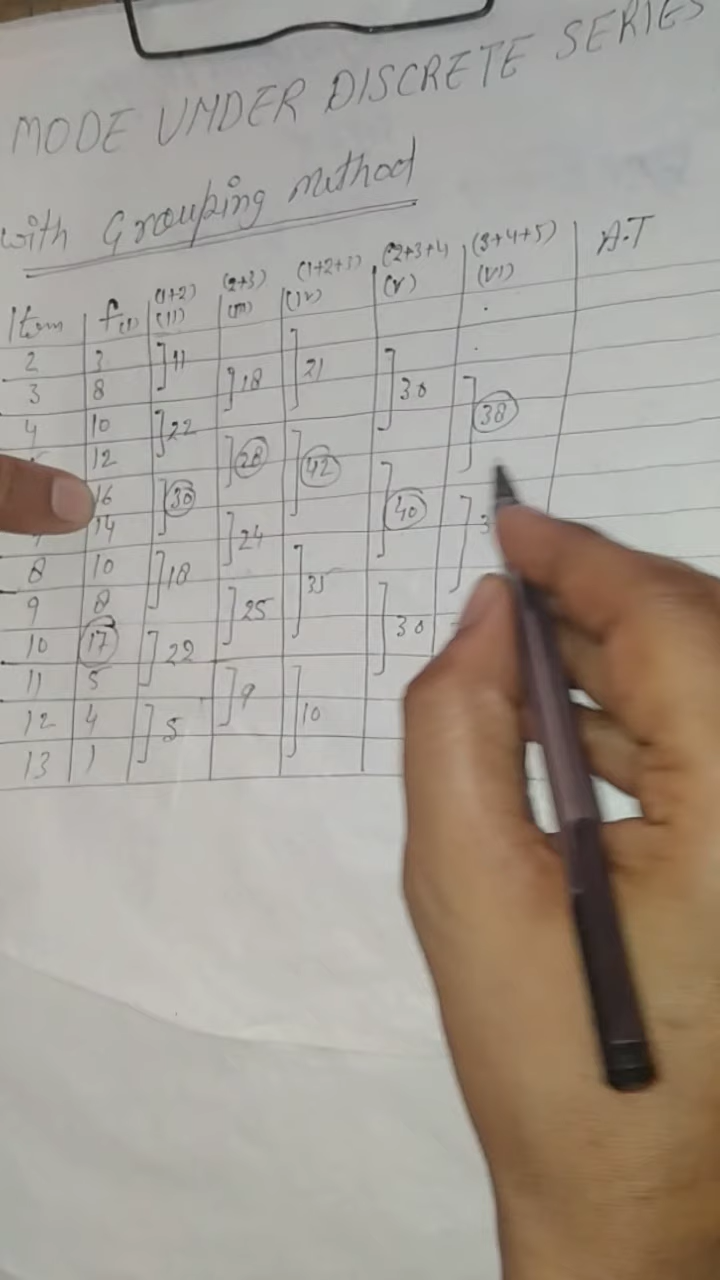 MODE UNDER DISCRETE SERIES
with Grouping method
Item f(I) (1+2) (II) (2+3) (III) (1+2+3) (IV) (2+3+4) (V) (3+4+5) (VI) A.T
2 3 11
3 8 18 21
4 10 22 30 38
12 28 42
16 30
14 24 40 3
8 10 18 35
9 8 25 30
10 17 22
11 5 9
12 4 5 10
13 1